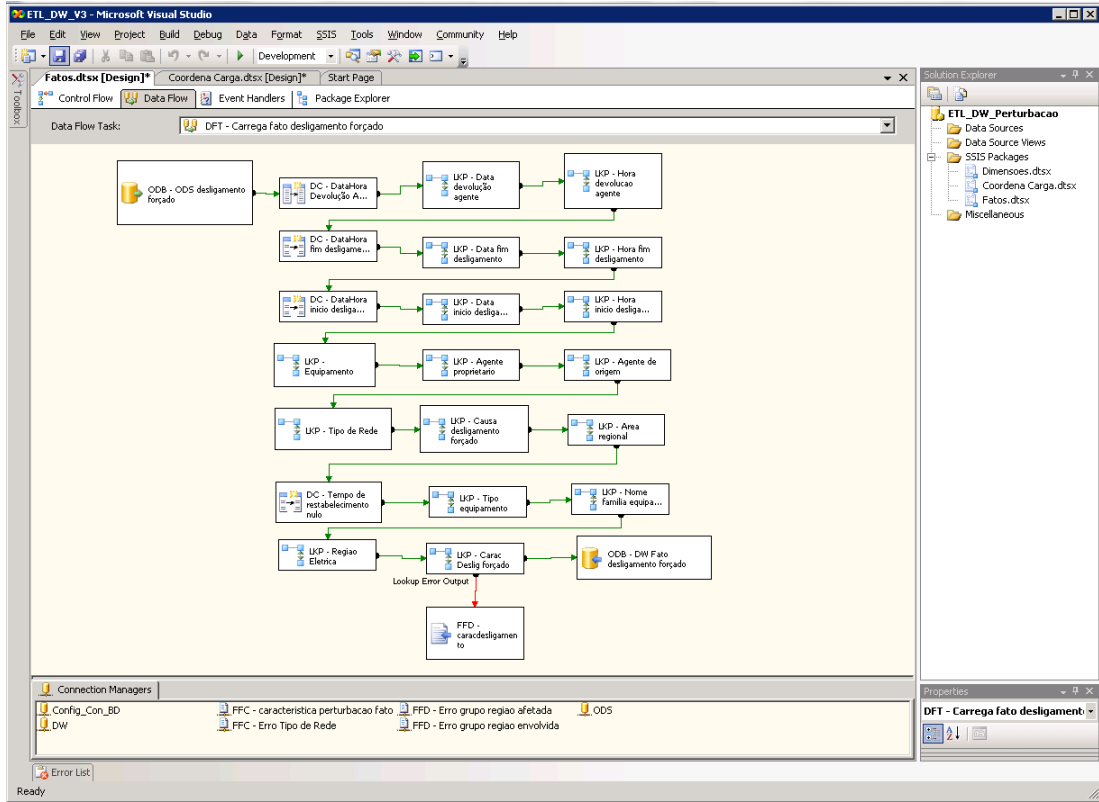 ETL_DW_V3 - Microsoft Visual Studio
File Edit View Project Build Debug Data Format SSIS Tools Window Community Help
Development
Fatos.dtsx [Design]* Coordena Carga.dtsx [Design]* Start Page
Solution Explorer
Toolbox
Control Flow Data Flow Event Handlers Package Explorer
Data Flow Task: DFT - Carrega fato desligamento forçado
ETL_DW_Perturbacao
Data Sources
Data Source Views
SSIS Packages
Dimensoes.dtsx
Coordena Carga.dtsx
Fatos.dtsx
Miscellaneous
ODB - ODS desligamento
forçado
DC - DataHora
Devolução A...
LKP - Data
devolução
agente
LKP - Hora
devolucao
agente
DC - DataHora
fim desligame...
LKP - Data fim
desligamento
LKP - Hora fim
desligamento
DC - DataHora
inicio desliga...
LKP - Data
inicio desliga...
LKP - Hora
inicio desliga...
LKP -
Equipamento
LKP - Agente
proprietario
LKP - Agente de
origem
LKP - Tipo de Rede
LKP - Causa
desligamento
forçado
LKP - Area
regional
DC - Tempo de
restabelecimento
nulo
LKP - Tipo
equipamento
LKP - Nome
familia equipa...
LKP - Regiao
Eletrica
LKP - Carac
Deslig forçado
ODB - DW Fato
desligamento forçado
Lookup Error Output
FFD -
caracdesligamen
to
Connection Managers
Config_Con_BD FFC - caracteristica perturbacao fato FFD - Erro grupo regiao afetada ODS
DW FFC - Erro Tipo de Rede FFD - Erro grupo regiao envolvida
Properties
DFT - Carrega fato desligament
Error List
Ready